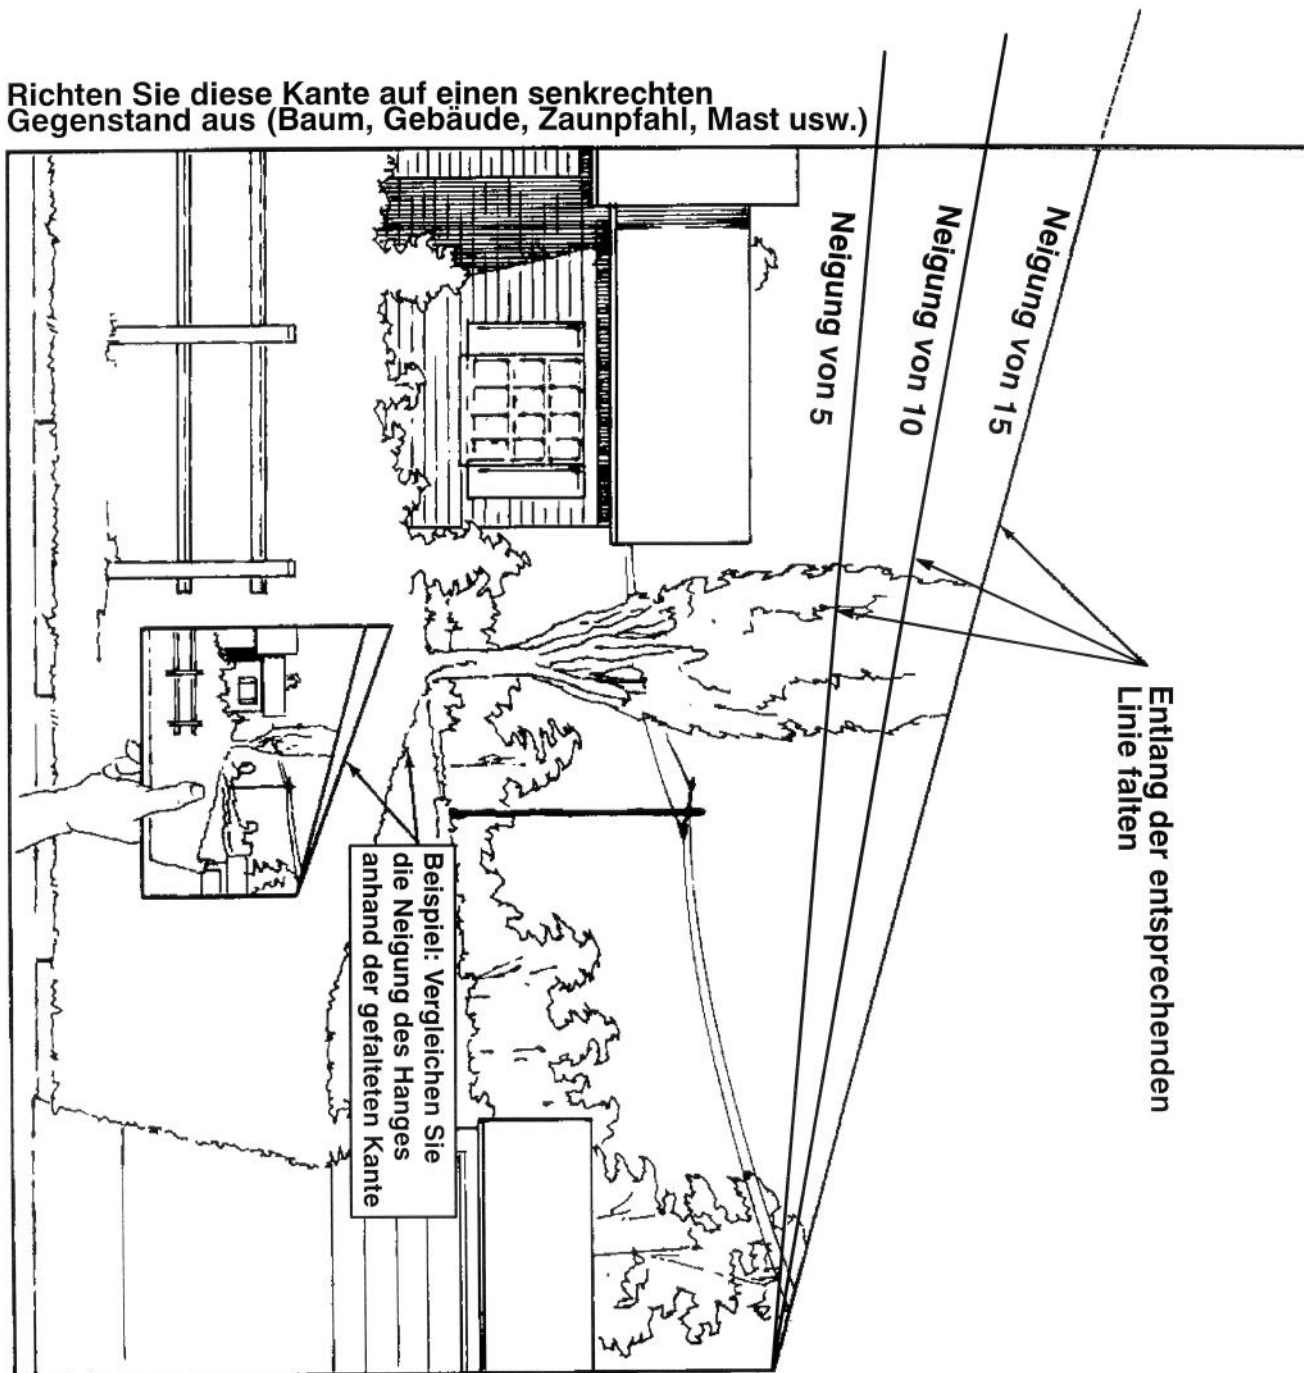 Richten Sie diese Kante auf einen senkrechten
Gegenstand aus (Baum, Gebäude, Zaunpfahl, Mast usw.)
Neigung von 5
Neigung von 10
Neigung von 15
Entlang der entsprechenden
Linie falten
Beispiel: Vergleichen Sie
die Neigung des Hanges
anhand der gefalteten Kante